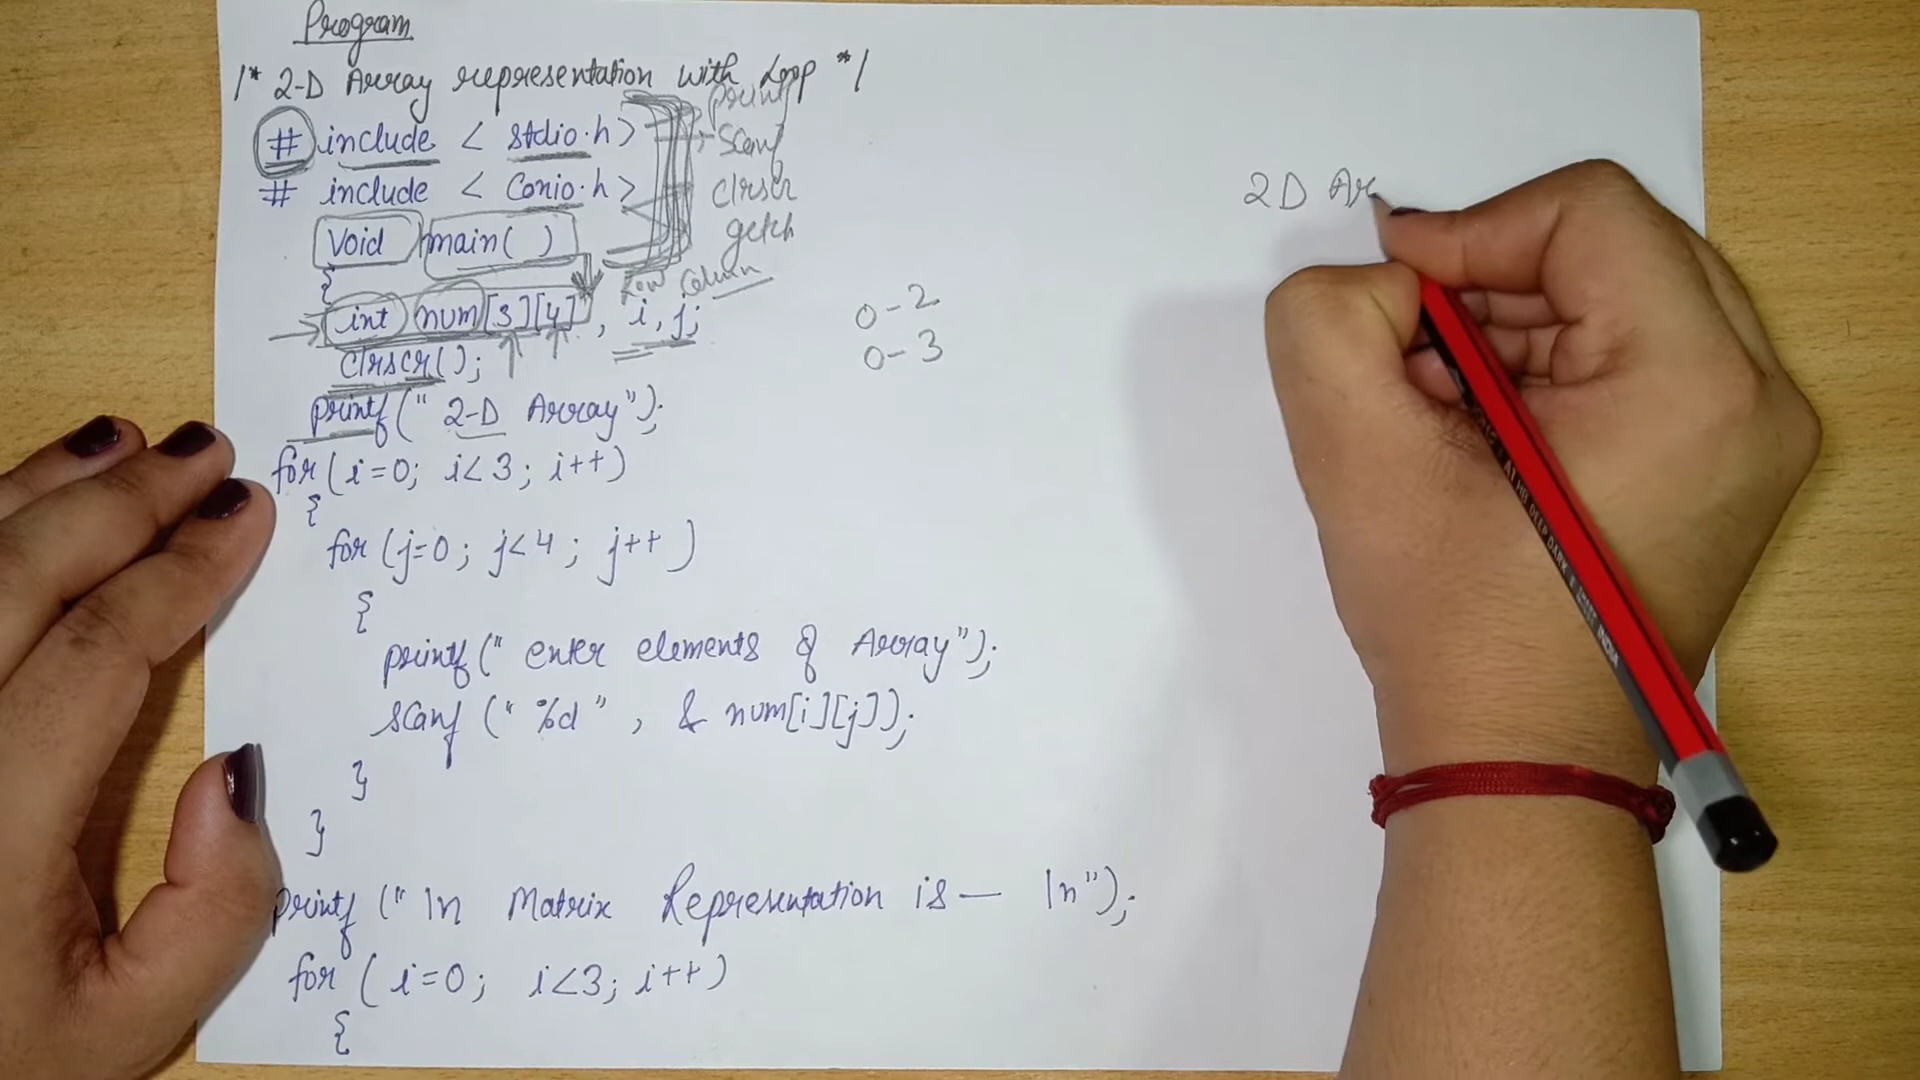 Program
/* 2-D Array representation with Loop */
# include < stdio.h >
printf
scanf
# include < Conio.h >
clrscr
getch
Void main( )
{
Row Column
int num[3][4] , i, j;
0-2
0-3
clrscr();
printf(" 2-D Array");
for(i=0; i<3; i++)
{
for (j=0; j<4; j++ )
{
printf(" enter elements of Array");
scanf (" %d" , & num[i][j]);
}
}
printf (" \n Matrix Representation is — \n");
for ( i=0; i<3; i++)
{
2D Ar